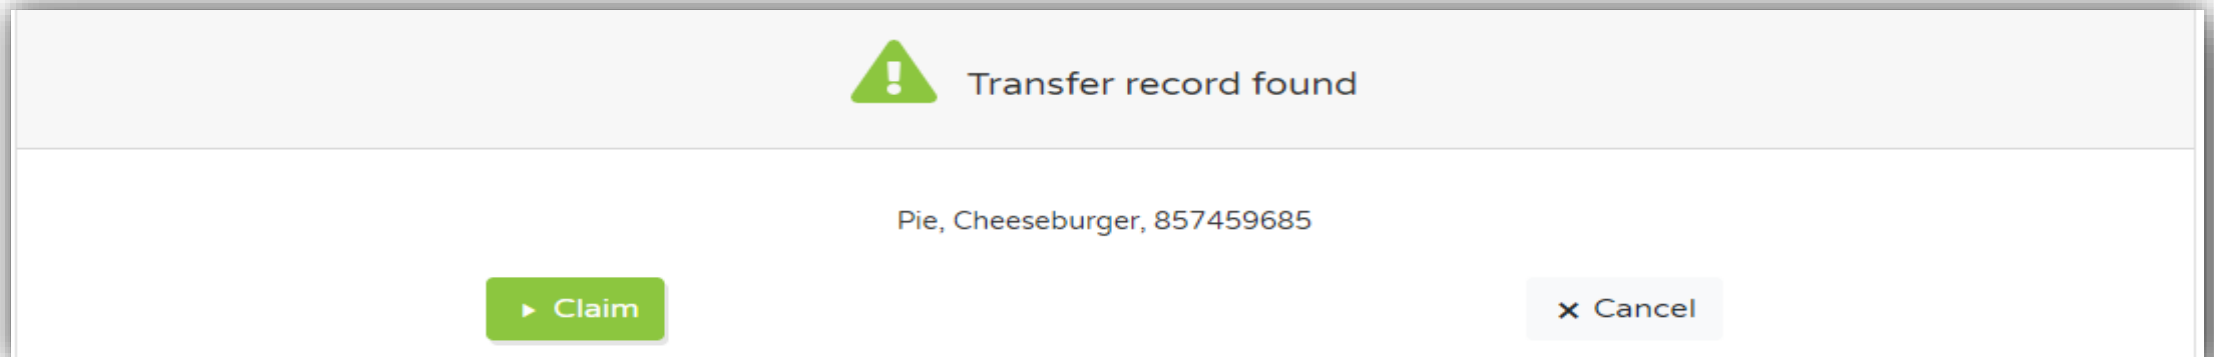 Transfer record found
Pie, Cheeseburger, 857459685
Claim
Cancel